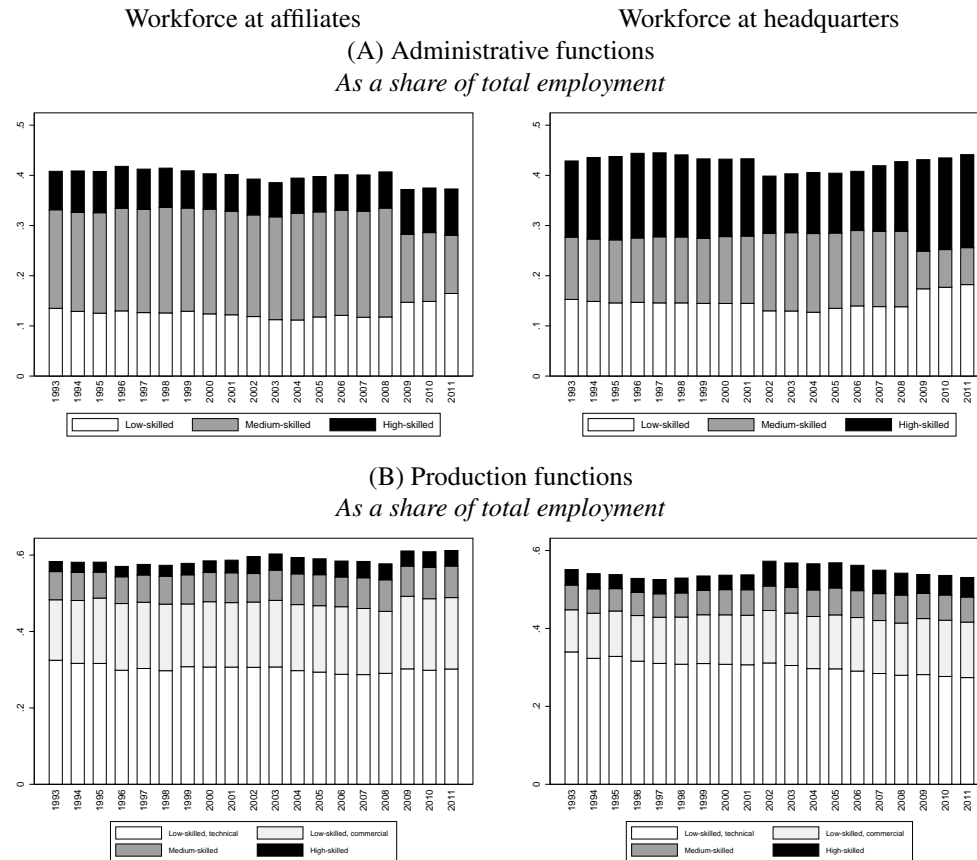 Workforce at affiliates Workforce at headquarters
(A) Administrative functions
As a share of total employment
.5
.4
.3
.2
.1
0
1993 1994 1995 1996 1997 1998 1999 2000 2001 2002 2003 2004 2005 2006 2007 2008 2009 2010 2011
Low-skilled Medium-skilled High-skilled
.5
.4
.3
.2
.1
0
1993 1994 1995 1996 1997 1998 1999 2000 2001 2002 2003 2004 2005 2006 2007 2008 2009 2010 2011
Low-skilled Medium-skilled High-skilled
(B) Production functions
As a share of total employment
.6
.4
.2
0
1993 1994 1995 1996 1997 1998 1999 2000 2001 2002 2003 2004 2005 2006 2007 2008 2009 2010 2011
Low-skilled, technical Low-skilled, commercial
Medium-skilled High-skilled
.6
.4
.2
0
1993 1994 1995 1996 1997 1998 1999 2000 2001 2002 2003 2004 2005 2006 2007 2008 2009 2010 2011
Low-skilled, technical Low-skilled, commercial
Medium-skilled High-skilled